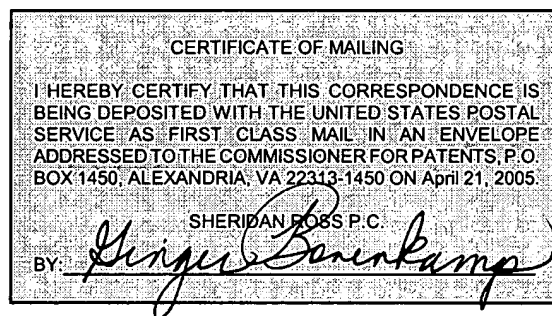 CERTIFICATE OF MAILING
I HEREBY CERTIFY THAT THIS CORRESPONDENCE IS
BEING DEPOSITED WITH THE UNITED STATES POSTAL
SERVICE AS FIRST CLASS MAIL IN AN ENVELOPE
ADDRESSED TO THE COMMISSIONER FOR PATENTS, P.O.
BOX 1450, ALEXANDRIA, VA 22313-1450 ON April 21, 2005.
SHERIDAN ROSS P.C.
BY: Ginger Bonenkamp